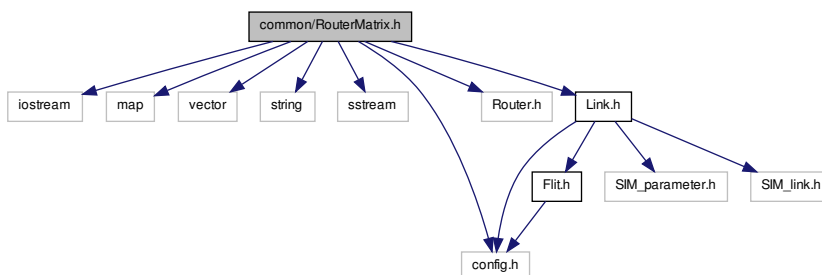 common/RouterMatrix.h
iostream
map
vector
string
sstream
Router.h
Link.h
Flit.h
SIM_parameter.h
SIM_link.h
config.h